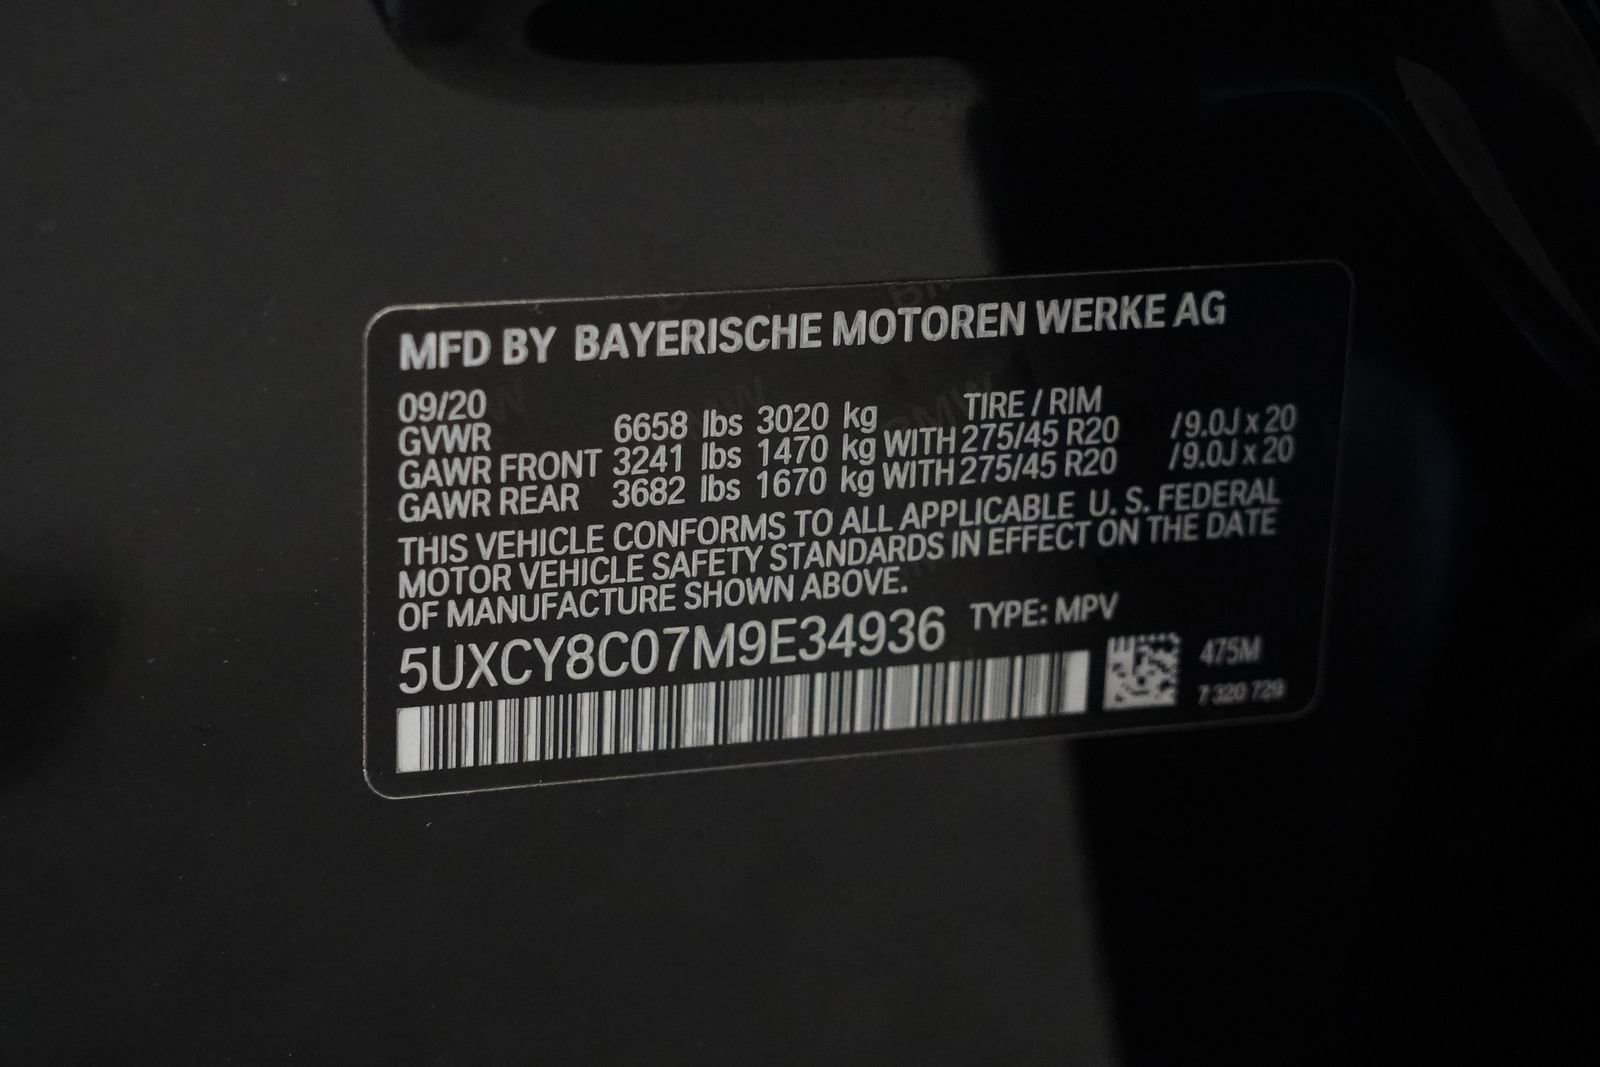 MFD BY BAYERISCHE MOTOREN WERKE AG
09/20 TIRE / RIM
GVWR 6658 lbs 3020 kg
GAWR FRONT 3241 lbs 1470 kg WITH 275/45 R20 /9.0J x 20
GAWR REAR 3682 lbs 1670 kg WITH 275/45 R20 /9.0J x 20
THIS VEHICLE CONFORMS TO ALL APPLICABLE U. S. FEDERAL
MOTOR VEHICLE SAFETY STANDARDS IN EFFECT ON THE DATE
OF MANUFACTURE SHOWN ABOVE.
5UXCY8C07M9E34936 TYPE: MPV
475M
7 320 729